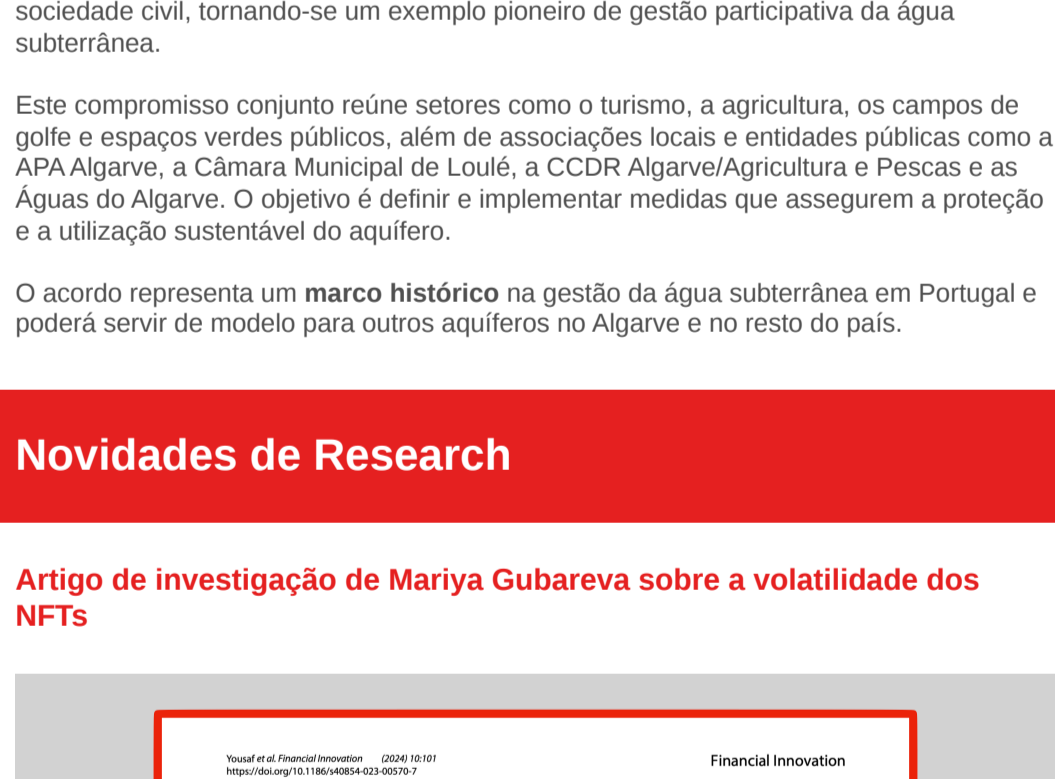 sociedade civil, tornando-se um exemplo pioneiro de gestão participativa da água
subterrânea.
Este compromisso conjunto reúne setores como o turismo, a agricultura, os campos de
golfe e espaços verdes públicos, além de associações locais e entidades públicas como a
APA Algarve, a Câmara Municipal de Loulé, a CCDR Algarve/Agricultura e Pescas e as
Águas do Algarve. O objetivo é definir e implementar medidas que assegurem a proteção
e a utilização sustentável do aquífero.
O acordo representa um marco histórico na gestão da água subterrânea em Portugal e
poderá servir de modelo para outros aquíferos no Algarve e no resto do país.
Novidades de Research
Artigo de investigação de Mariya Gubareva sobre a volatilidade dos
NFTs
Yousaf et al. Financial Innovation (2024) 10:101
https://doi.org/10.1186/s40854-023-00570-7
Financial Innovation